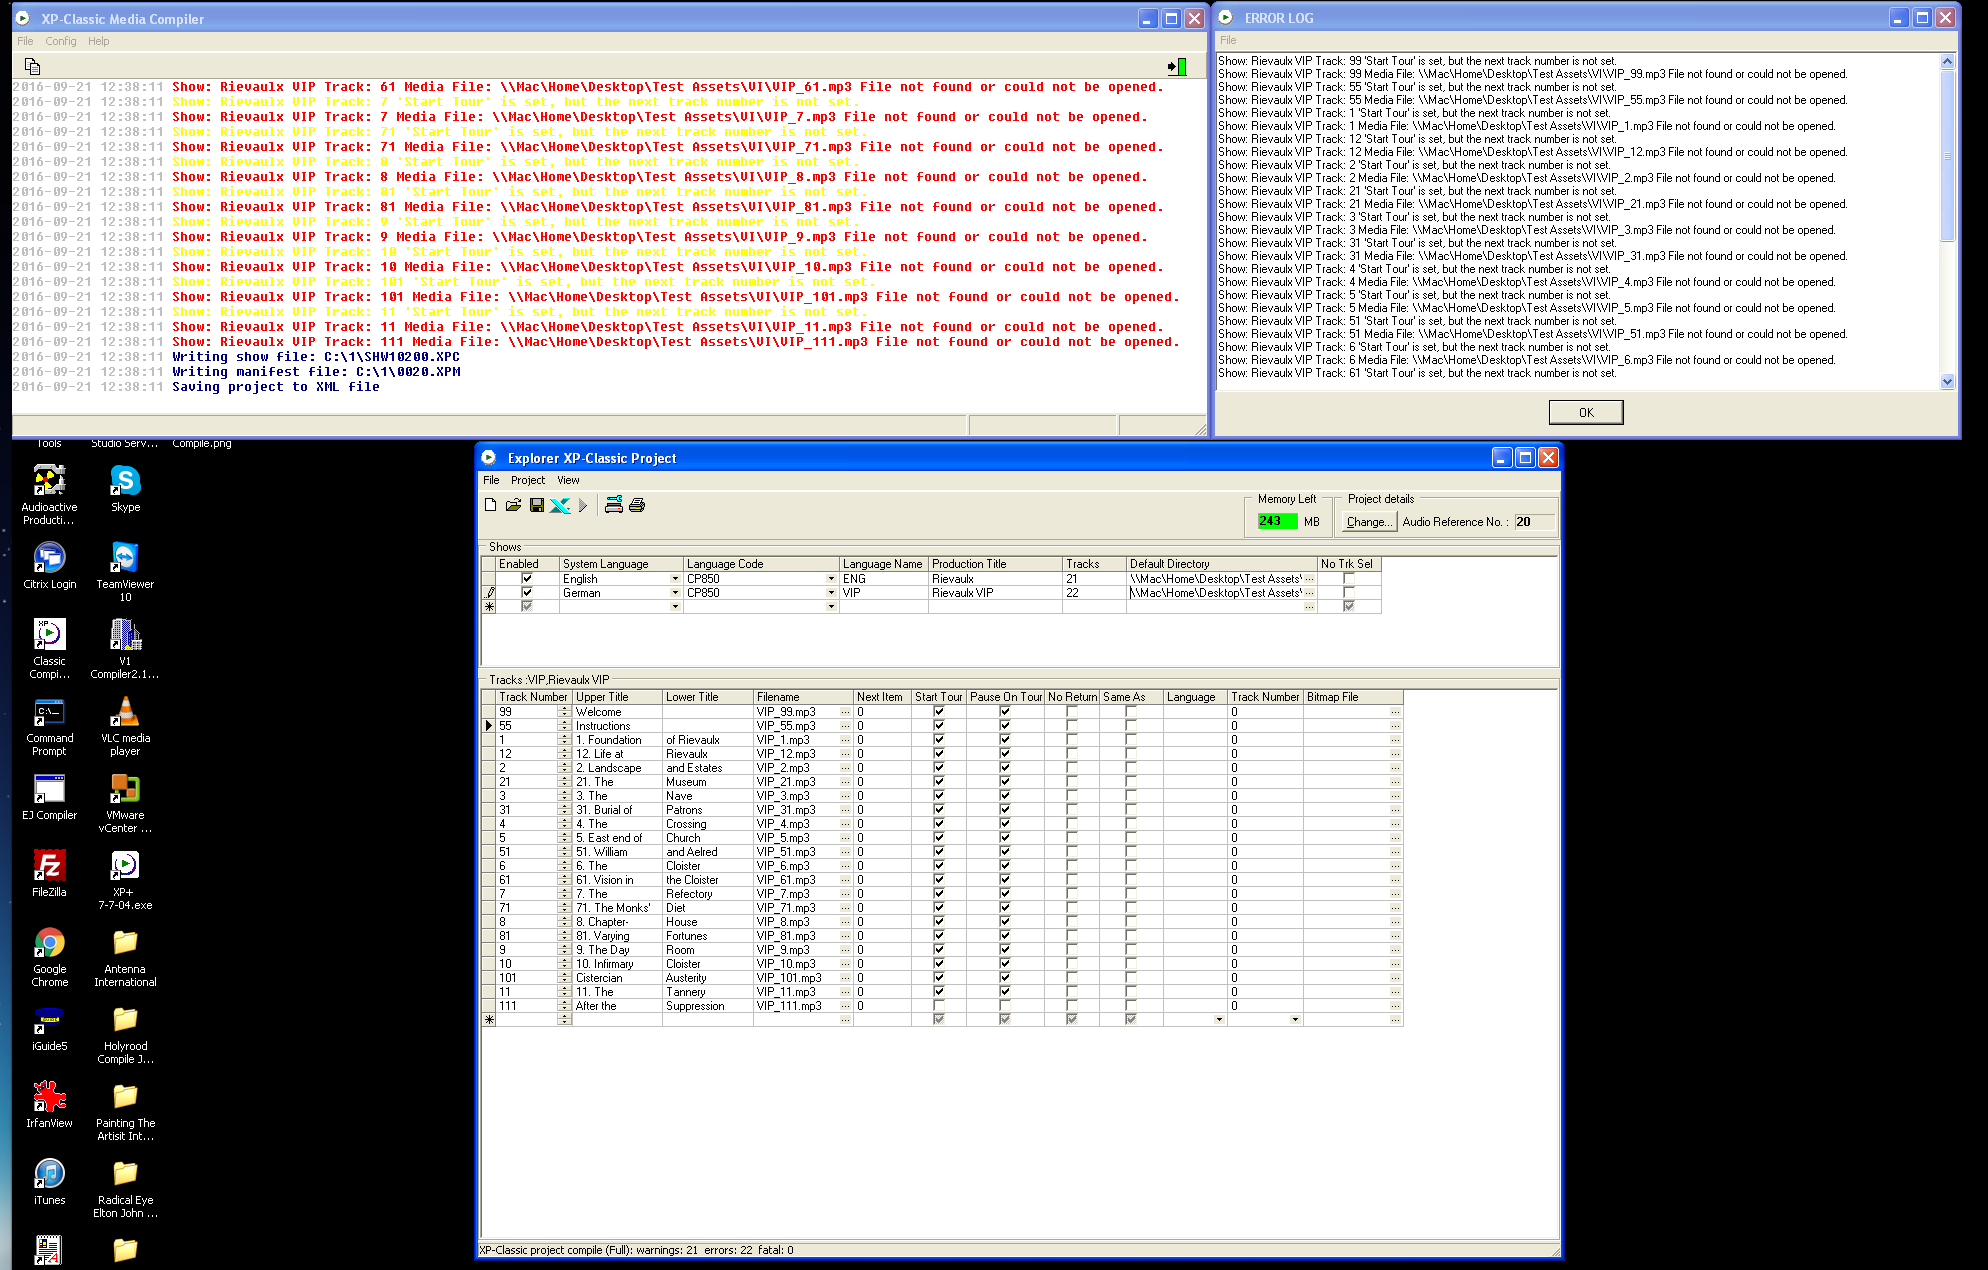 XP-Classic Media Compiler
File Config Help
2016-09-21 12:38:11 Show: Rievaulx VIP Track: 61 Media File: \\Mac\Home\Desktop\Test Assets\VI\VIP_61.mp3 File not found or could not be opened.
2016-09-21 12:38:11 Show: Rievaulx VIP Track: 7 'Start Tour' is set, but the next track number is not set.
2016-09-21 12:38:11 Show: Rievaulx VIP Track: 7 Media File: \\Mac\Home\Desktop\Test Assets\VI\VIP_7.mp3 File not found or could not be opened.
2016-09-21 12:38:11 Show: Rievaulx VIP Track: 71 'Start Tour' is set, but the next track number is not set.
2016-09-21 12:38:11 Show: Rievaulx VIP Track: 71 Media File: \\Mac\Home\Desktop\Test Assets\VI\VIP_71.mp3 File not found or could not be opened.
2016-09-21 12:38:11 Show: Rievaulx VIP Track: 8 'Start Tour' is set, but the next track number is not set.
2016-09-21 12:38:11 Show: Rievaulx VIP Track: 8 Media File: \\Mac\Home\Desktop\Test Assets\VI\VIP_8.mp3 File not found or could not be opened.
2016-09-21 12:38:11 Show: Rievaulx VIP Track: 81 'Start Tour' is set, but the next track number is not set.
2016-09-21 12:38:11 Show: Rievaulx VIP Track: 81 Media File: \\Mac\Home\Desktop\Test Assets\VI\VIP_81.mp3 File not found or could not be opened.
2016-09-21 12:38:11 Show: Rievaulx VIP Track: 9 'Start Tour' is set, but the next track number is not set.
2016-09-21 12:38:11 Show: Rievaulx VIP Track: 9 Media File: \\Mac\Home\Desktop\Test Assets\VI\VIP_9.mp3 File not found or could not be opened.
2016-09-21 12:38:11 Show: Rievaulx VIP Track: 10 'Start Tour' is set, but the next track number is not set.
2016-09-21 12:38:11 Show: Rievaulx VIP Track: 10 Media File: \\Mac\Home\Desktop\Test Assets\VI\VIP_10.mp3 File not found or could not be opened.
2016-09-21 12:38:11 Show: Rievaulx VIP Track: 101 'Start Tour' is set, but the next track number is not set.
2016-09-21 12:38:11 Show: Rievaulx VIP Track: 101 Media File: \\Mac\Home\Desktop\Test Assets\VI\VIP_101.mp3 File not found or could not be opened.
2016-09-21 12:38:11 Show: Rievaulx VIP Track: 11 'Start Tour' is set, but the next track number is not set.
2016-09-21 12:38:11 Show: Rievaulx VIP Track: 11 Media File: \\Mac\Home\Desktop\Test Assets\VI\VIP_11.mp3 File not found or could not be opened.
2016-09-21 12:38:11 Show: Rievaulx VIP Track: 111 Media File: \\Mac\Home\Desktop\Test Assets\VI\VIP_111.mp3 File not found or could not be opened.
2016-09-21 12:38:11 Writing show file: C:\1\SHW10200.XPC
2016-09-21 12:38:11 Writing manifest file: C:\1\0020.XPM
2016-09-21 12:38:11 Saving project to XML file
ERROR LOG
File
Show: Rievaulx VIP Track: 99 'Start Tour' is set, but the next track number is not set.
Show: Rievaulx VIP Track: 99 Media File: \\Mac\Home\Desktop\Test Assets\VI\VIP_99.mp3 File not found or could not be opened.
Show: Rievaulx VIP Track: 55 'Start Tour' is set, but the next track number is not set.
Show: Rievaulx VIP Track: 55 Media File: \\Mac\Home\Desktop\Test Assets\VI\VIP_55.mp3 File not found or could not be opened.
Show: Rievaulx VIP Track: 1 'Start Tour' is set, but the next track number is not set.
Show: Rievaulx VIP Track: 1 Media File: \\Mac\Home\Desktop\Test Assets\VI\VIP_1.mp3 File not found or could not be opened.
Show: Rievaulx VIP Track: 12 'Start Tour' is set, but the next track number is not set.
Show: Rievaulx VIP Track: 12 Media File: \\Mac\Home\Desktop\Test Assets\VI\VIP_12.mp3 File not found or could not be opened.
Show: Rievaulx VIP Track: 2 'Start Tour' is set, but the next track number is not set.
Show: Rievaulx VIP Track: 2 Media File: \\Mac\Home\Desktop\Test Assets\VI\VIP_2.mp3 File not found or could not be opened.
Show: Rievaulx VIP Track: 21 'Start Tour' is set, but the next track number is not set.
Show: Rievaulx VIP Track: 21 Media File: \\Mac\Home\Desktop\Test Assets\VI\VIP_21.mp3 File not found or could not be opened.
Show: Rievaulx VIP Track: 3 'Start Tour' is set, but the next track number is not set.
Show: Rievaulx VIP Track: 3 Media File: \\Mac\Home\Desktop\Test Assets\VI\VIP_3.mp3 File not found or could not be opened.
Show: Rievaulx VIP Track: 31 'Start Tour' is set, but the next track number is not set.
Show: Rievaulx VIP Track: 31 Media File: \\Mac\Home\Desktop\Test Assets\VI\VIP_31.mp3 File not found or could not be opened.
Show: Rievaulx VIP Track: 4 'Start Tour' is set, but the next track number is not set.
Show: Rievaulx VIP Track: 4 Media File: \\Mac\Home\Desktop\Test Assets\VI\VIP_4.mp3 File not found or could not be opened.
Show: Rievaulx VIP Track: 5 'Start Tour' is set, but the next track number is not set.
Show: Rievaulx VIP Track: 5 Media File: \\Mac\Home\Desktop\Test Assets\VI\VIP_5.mp3 File not found or could not be opened.
Show: Rievaulx VIP Track: 51 'Start Tour' is set, but the next track number is not set.
Show: Rievaulx VIP Track: 51 Media File: \\Mac\Home\Desktop\Test Assets\VI\VIP_51.mp3 File not found or could not be opened.
Show: Rievaulx VIP Track: 6 'Start Tour' is set, but the next track number is not set.
Show: Rievaulx VIP Track: 6 Media File: \\Mac\Home\Desktop\Test Assets\VI\VIP_6.mp3 File not found or could not be opened.
Show: Rievaulx VIP Track: 61 'Start Tour' is set, but the next track number is not set.
OK
Tools
Studio Serv...
Compile.png
Audioactive
Producti...
Skype
Citrix Login
TeamViewer
10
XP
Classic
Compi...
V1
Compiler2.1...
C:\_
Command
Prompt
VLC media
player
EJ Compiler
VMware
vCenter ...
Fz
FileZilla
XP+
7-7-04.exe
Google
Chrome
Antenna
International
iGuide5
Holyrood
Compile J...
IrfanView
Painting The
Artisit Int...
iTunes
Radical Eye
Elton John ...
Explorer XP-Classic Project
File Project View
Memory Left
243 MB
Project details
Change... Audio Reference No. : 20
Shows
Enabled System Language Language Code Language Name Production Title Tracks Default Directory No Trk Sel
English CP850 ENG Rievaulx 21 \\Mac\Home\Desktop\Test Assets' ...
German CP850 VIP Rievaulx VIP 22 \\Mac\Home\Desktop\Test Assets' ...
...
Tracks :VIP,Rievaulx VIP
Track Number Upper Title Lower Title Filename Next Item Start Tour Pause On Tour No Return Same As Language Track Number Bitmap File
99 Welcome VIP_99.mp3 ... 0 0 ...
55 Instructions VIP_55.mp3 ... 0 0 ...
1 1. Foundation of Rievaulx VIP_1.mp3 ... 0 0 ...
12 12. Life at Rievaulx VIP_12.mp3 ... 0 0 ...
2 2. Landscape and Estates VIP_2.mp3 ... 0 0 ...
21 21. The Museum VIP_21.mp3 ... 0 0 ...
3 3. The Nave VIP_3.mp3 ... 0 0 ...
31 31. Burial of Patrons VIP_31.mp3 ... 0 0 ...
4 4. The Crossing VIP_4.mp3 ... 0 0 ...
5 5. East end of Church VIP_5.mp3 ... 0 0 ...
51 51. William and Aelred VIP_51.mp3 ... 0 0 ...
6 6. The Cloister VIP_6.mp3 ... 0 0 ...
61 61. Vision in the Cloister VIP_61.mp3 ... 0 0 ...
7 7. The Refectory VIP_7.mp3 ... 0 0 ...
71 71. The Monks' Diet VIP_71.mp3 ... 0 0 ...
8 8. Chapter- House VIP_8.mp3 ... 0 0 ...
81 81. Varying Fortunes VIP_81.mp3 ... 0 0 ...
9 9. The Day Room VIP_9.mp3 ... 0 0 ...
10 10. Infirmary Cloister VIP_10.mp3 ... 0 0 ...
101 Cistercian Austerity VIP_101.mp3 ... 0 0 ...
11 11. The Tannery VIP_11.mp3 ... 0 0 ...
111 After the Suppression VIP_111.mp3 ... 0 0 ...
... ...
XP-Classic project compile (Full): warnings: 21 errors: 22 fatal: 0